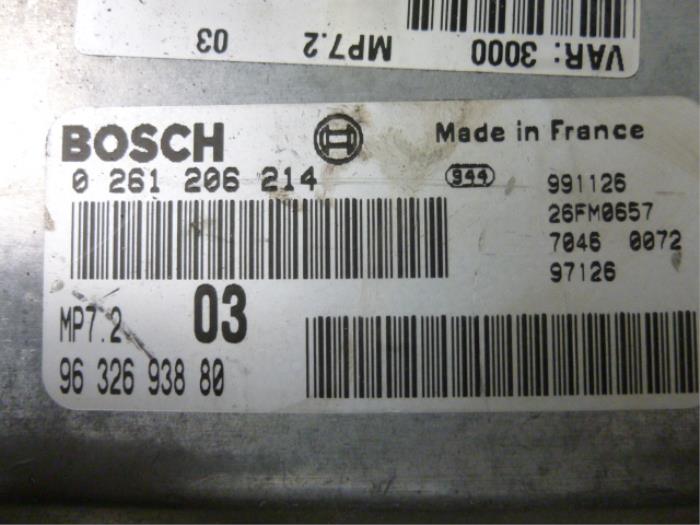 VAR: 3000 MP7.2 03
BOSCH
Made in France
0 261 206 214
944
991126
26FM0657
7046 0072
97126
MP7.2 03
96 326 938 80